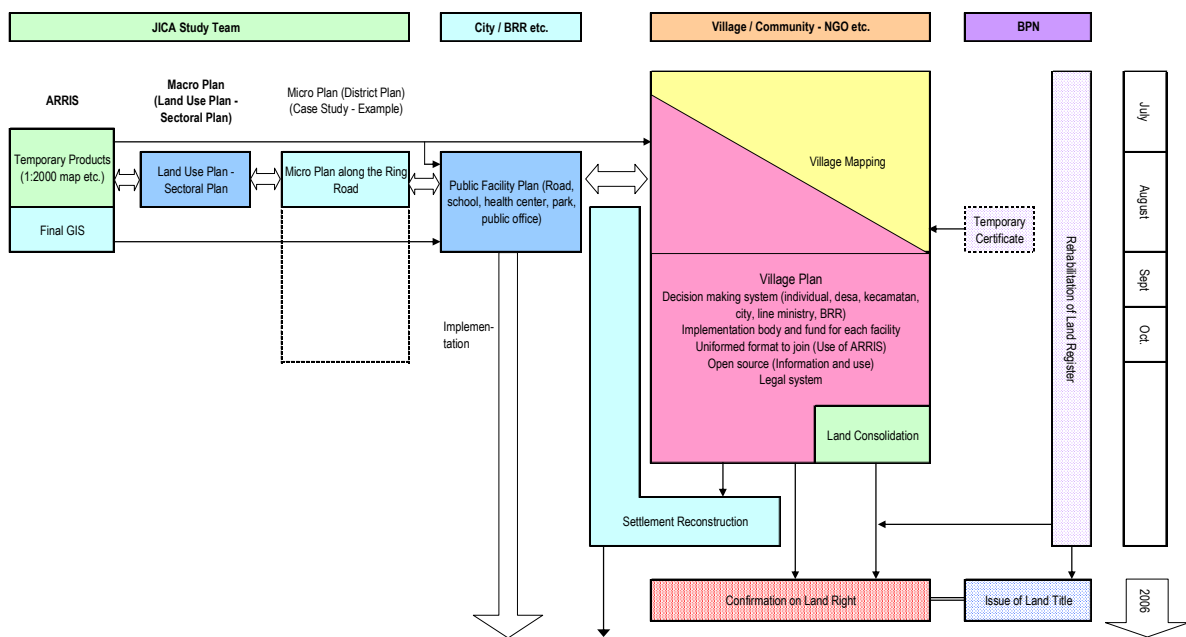 JICA Study Team
City / BRR etc.
Village / Community - NGO etc.
BPN
ARRIS
Macro Plan
(Land Use Plan -
Sectoral Plan)
Micro Plan (District Plan)
(Case Study - Example)
Temporary Products
(1:2000 map etc.)
Land Use Plan -
Sectoral Plan
Micro Plan along the Ring
Road
Public Facility Plan (Road,
school, health center, park,
public office)
Final GIS
Implemen-
tation
Village Mapping
Temporary
Certificate
Village Plan
Decision making system (individual, desa, kecamatan,
city, line ministry, BRR)
Implementation body and fund for each facility
Uniformed format to join (Use of ARRIS)
Open source (Information and use)
Legal system
Land Consolidation
Settlement Reconstruction
Confirmation on Land Right
Issue of Land Title
Rehabilitation of Land Register
July
August
Sept
Oct.
2006